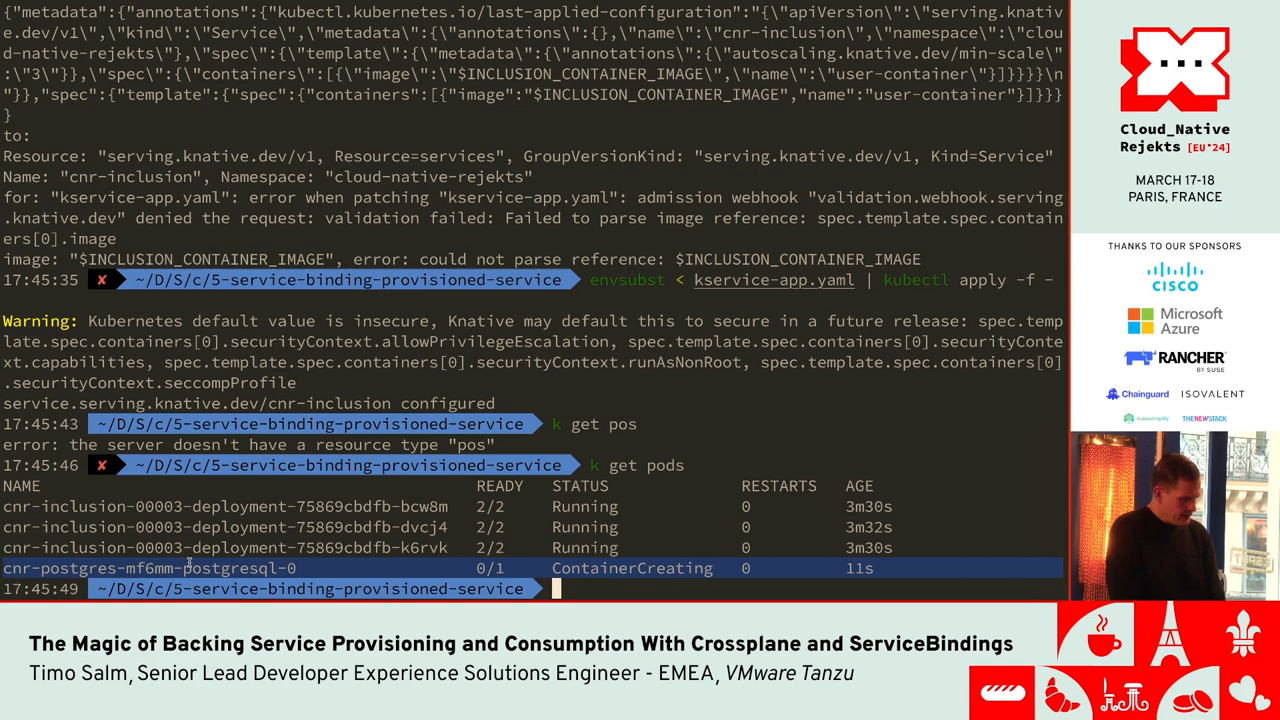 {"metadata":{"annotations":{"kubectl.kubernetes.io/last-applied-configuration":"{\"apiVersion\":\"serving.knativ
e.dev/v1\",\"kind\":\"Service\",\"metadata\":{\"annotations\":{},\"name\":\"cnr-inclusion\",\"namespace\":\"clou
d-native-rejekts\"},\"spec\":{\"template\":{\"metadata\":{\"annotations\":{\"autoscaling.knative.dev/min-scale\"
:\"3\"}},\"spec\":{\"containers\":[{\"image\":\"$INCLUSION_CONTAINER_IMAGE\",\"name\":\"user-container\"}]}}}}\n
"}},"spec":{"template":{"spec":{"containers":[{"image":"$INCLUSION_CONTAINER_IMAGE","name":"user-container"}]}}}
}
to:
Resource: "serving.knative.dev/v1, Resource=services", GroupVersionKind: "serving.knative.dev/v1, Kind=Service"
Name: "cnr-inclusion", Namespace: "cloud-native-rejekts"
for: "kservice-app.yaml": error when patching "kservice-app.yaml": admission webhook "validation.webhook.serving
.knative.dev" denied the request: validation failed: Failed to parse image reference: spec.template.spec.contain
ers[0].image
image: "$INCLUSION_CONTAINER_IMAGE", error: could not parse reference: $INCLUSION_CONTAINER_IMAGE
17:45:35 ✘ ~/D/S/c/5-service-binding-provisioned-service envsubst < kservice-app.yaml | kubectl apply -f -
Warning: Kubernetes default value is insecure, Knative may default this to secure in a future release: spec.temp
late.spec.containers[0].securityContext.allowPrivilegeEscalation, spec.template.spec.containers[0].securityConte
xt.capabilities, spec.template.spec.containers[0].securityContext.runAsNonRoot, spec.template.spec.containers[0]
.securityContext.seccompProfile
service.serving.knative.dev/cnr-inclusion configured
17:45:43 ~/D/S/c/5-service-binding-provisioned-service k get pos
error: the server doesn't have a resource type "pos"
17:45:46 ✘ ~/D/S/c/5-service-binding-provisioned-service k get pods
NAME READY STATUS RESTARTS AGE
cnr-inclusion-00003-deployment-75869cbdfb-bcw8m 2/2 Running 0 3m30s
cnr-inclusion-00003-deployment-75869cbdfb-dvcj4 2/2 Running 0 3m32s
cnr-inclusion-00003-deployment-75869cbdfb-k6rvk 2/2 Running 0 3m30s
cnr-postgres-mf6mm-postgresql-0 0/1 ContainerCreating 0 11s
17:45:49 ~/D/S/c/5-service-binding-provisioned-service
Cloud_Native
Rejekts [EU'24]
MARCH 17-18
PARIS, FRANCE
THANKS TO OUR SPONSORS
CISCO
Microsoft
Azure
RANCHER
BY SUSE
Chainguard ISOVALENT
kubesimplify THENEWSTACK
The Magic of Backing Service Provisioning and Consumption With Crossplane and ServiceBindings
Timo Salm, Senior Lead Developer Experience Solutions Engineer - EMEA, VMware Tanzu